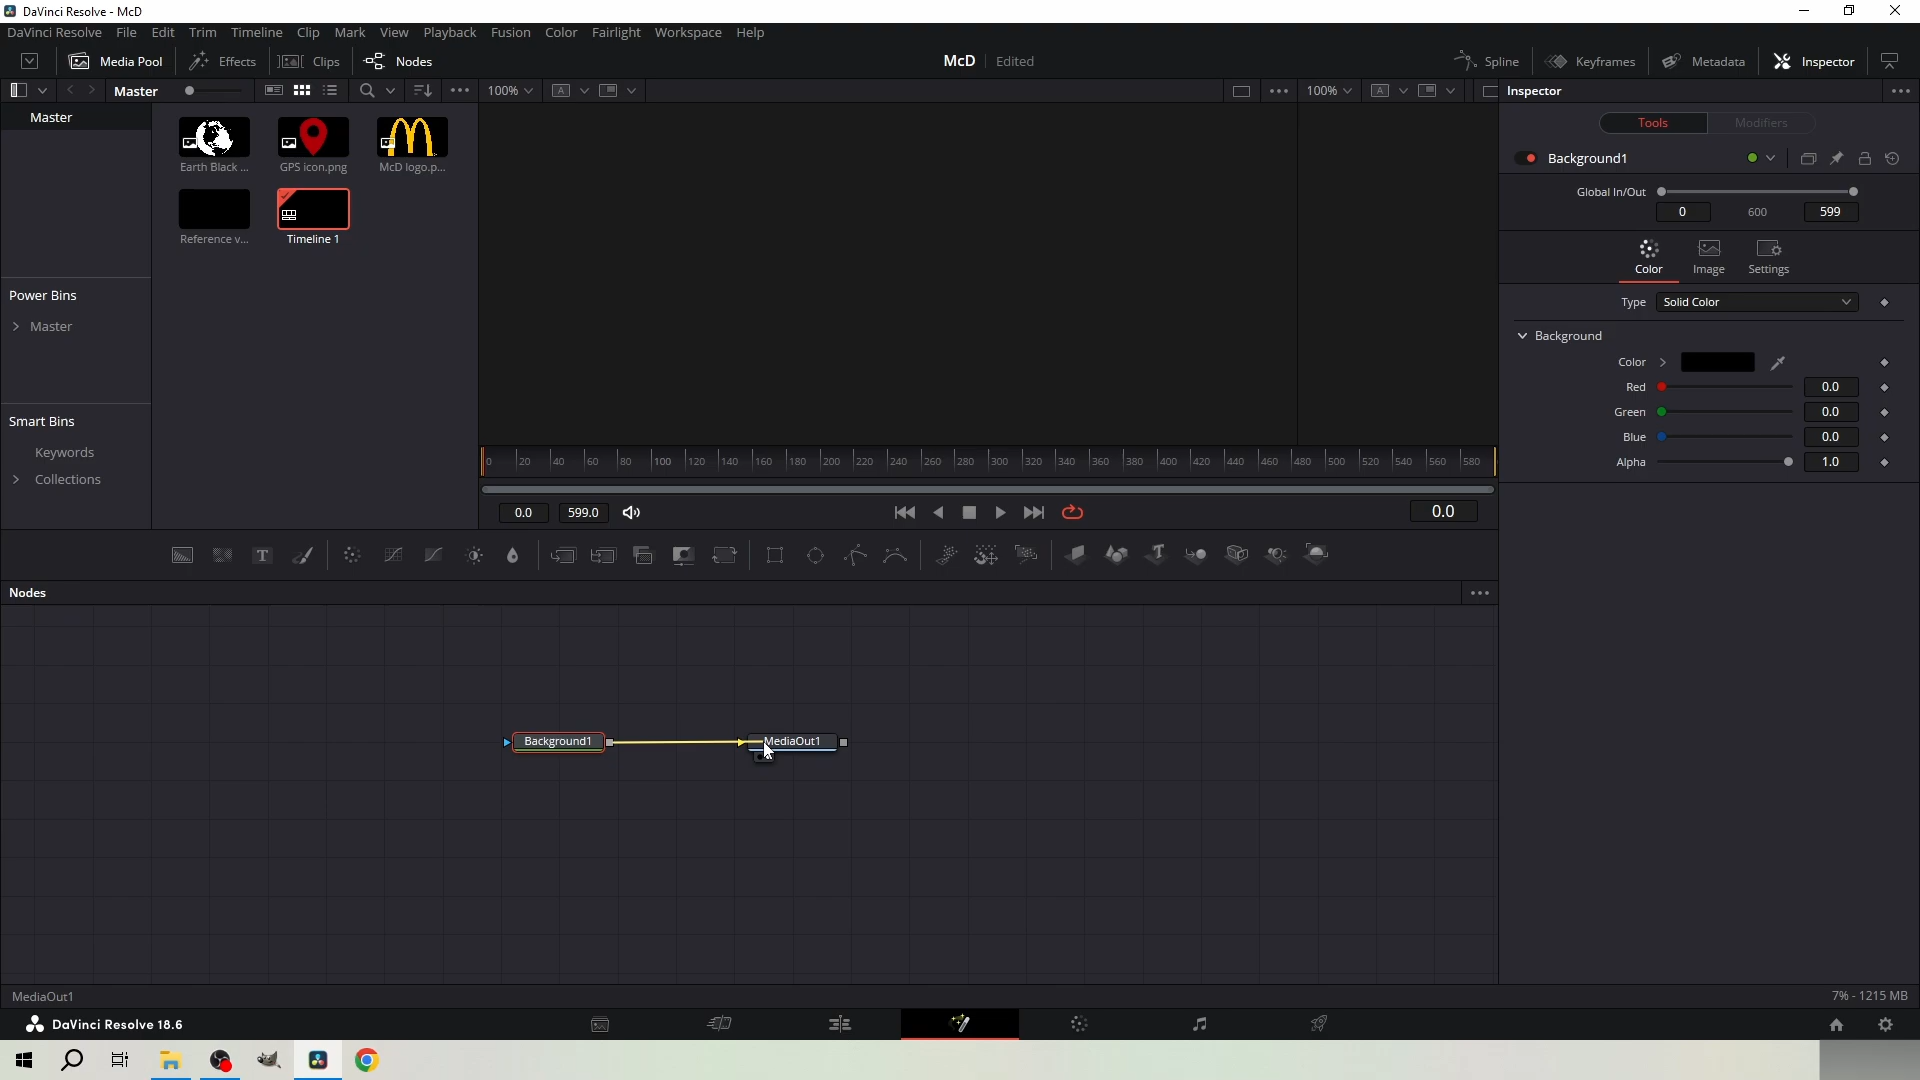 DaVinci Resolve - McD
DaVinci Resolve File Edit Trim Timeline Clip Mark View Playback Fusion Color Fairlight Workspace Help
Media Pool Effects Clips Nodes McD Edited Spline Keyframes Metadata Inspector
Master 100% A 100% A Inspector
Master
Earth Black ... GPS icon.png McD logo.p...
Reference v... Timeline 1
Power Bins
Master
Smart Bins
Keywords
Collections
Tools Modifiers
Background1
Global In/Out
0 600 599
Color Image Settings
Type Solid Color
Background
Color
Red 0.0
Green 0.0
Blue 0.0
Alpha 1.0
0 20 40 60 80 100 120 140 160 180 200 220 240 260 280 300 320 340 360 380 400 420 440 460 480 500 520 540 560 580
0.0 599.0 0.0
T T
Nodes
Background1 MediaOut1
MediaOut1 7% - 1215 MB
DaVinci Resolve 18.6